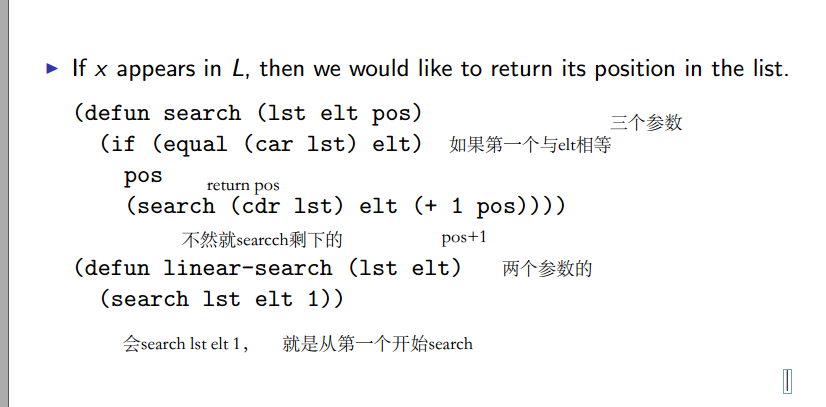 ▶ If x appears in L, then we would like to return its position in the list.
(defun search (lst elt pos)
三个参数
(if (equal (car lst) elt) 如果第一个与elt相等
pos
return pos
(search (cdr lst) elt (+ 1 pos))))
不然就searcch剩下的 pos+1
(defun linear-search (lst elt) 两个参数的
(search lst elt 1))
会search lst elt 1， 就是从第一个开始search